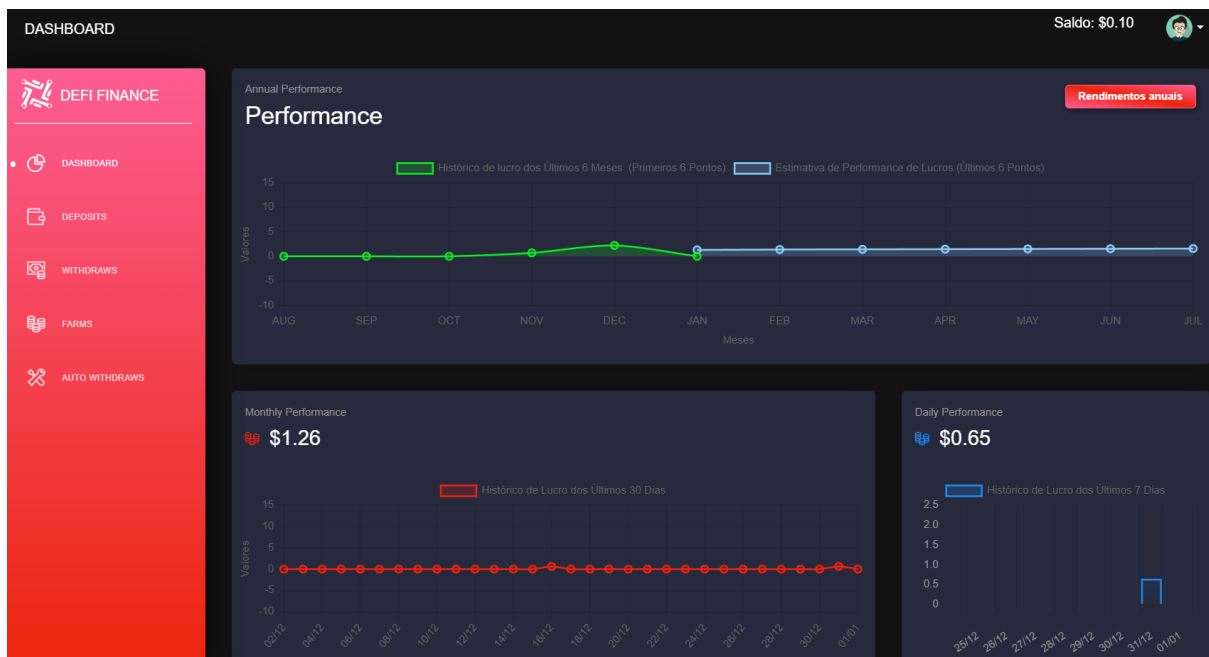 DASHBOARD
Saldo: $0.10
DEFI FINANCE
DASHBOARD
DEPOSITS
WITHDRAWS
FARMS
AUTO WITHDRAWS
Annual Performance
Performance
Rendimentos anuais
Histórico de lucro dos Últimos 6 Meses (Primeiros 6 Pontos)
Estimativa de Performance de Lucros (Últimos 6 Pontos)
Valores
15
10
5
0
-5
-10
AUG SEP OCT NOV DEC JAN FEB MAR APR MAY JUN JUL
Meses
Monthly Performance
$1.26
Histórico de Lucro dos Últimos 30 Dias
Valores
15
10
5
0
-5
-10
02/12 04/12 06/12 08/12 10/12 12/12 14/12 16/12 18/12 20/12 22/12 24/12 26/12 28/12 30/12 01/01
Daily Performance
$0.65
Histórico de Lucro dos Últimos 7 Dias
2.5
2.0
1.5
1.0
0.5
0
25/12 26/12 27/12 28/12 29/12 30/12 31/12 01/01